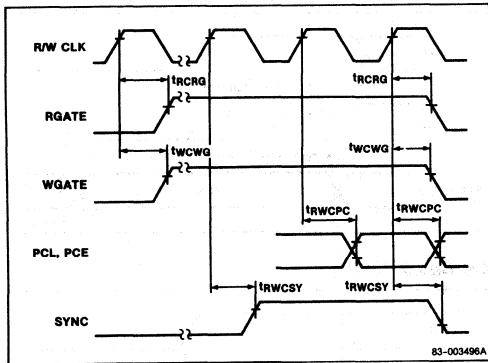 R/W CLK
tRCRG
tRCRG
RGATE
tWCWG
tWCWG
WGATE
tRWCPC
tRWCPC
PCL, PCE
tRWCSY
tRWCSY
SYNC
83-003496A